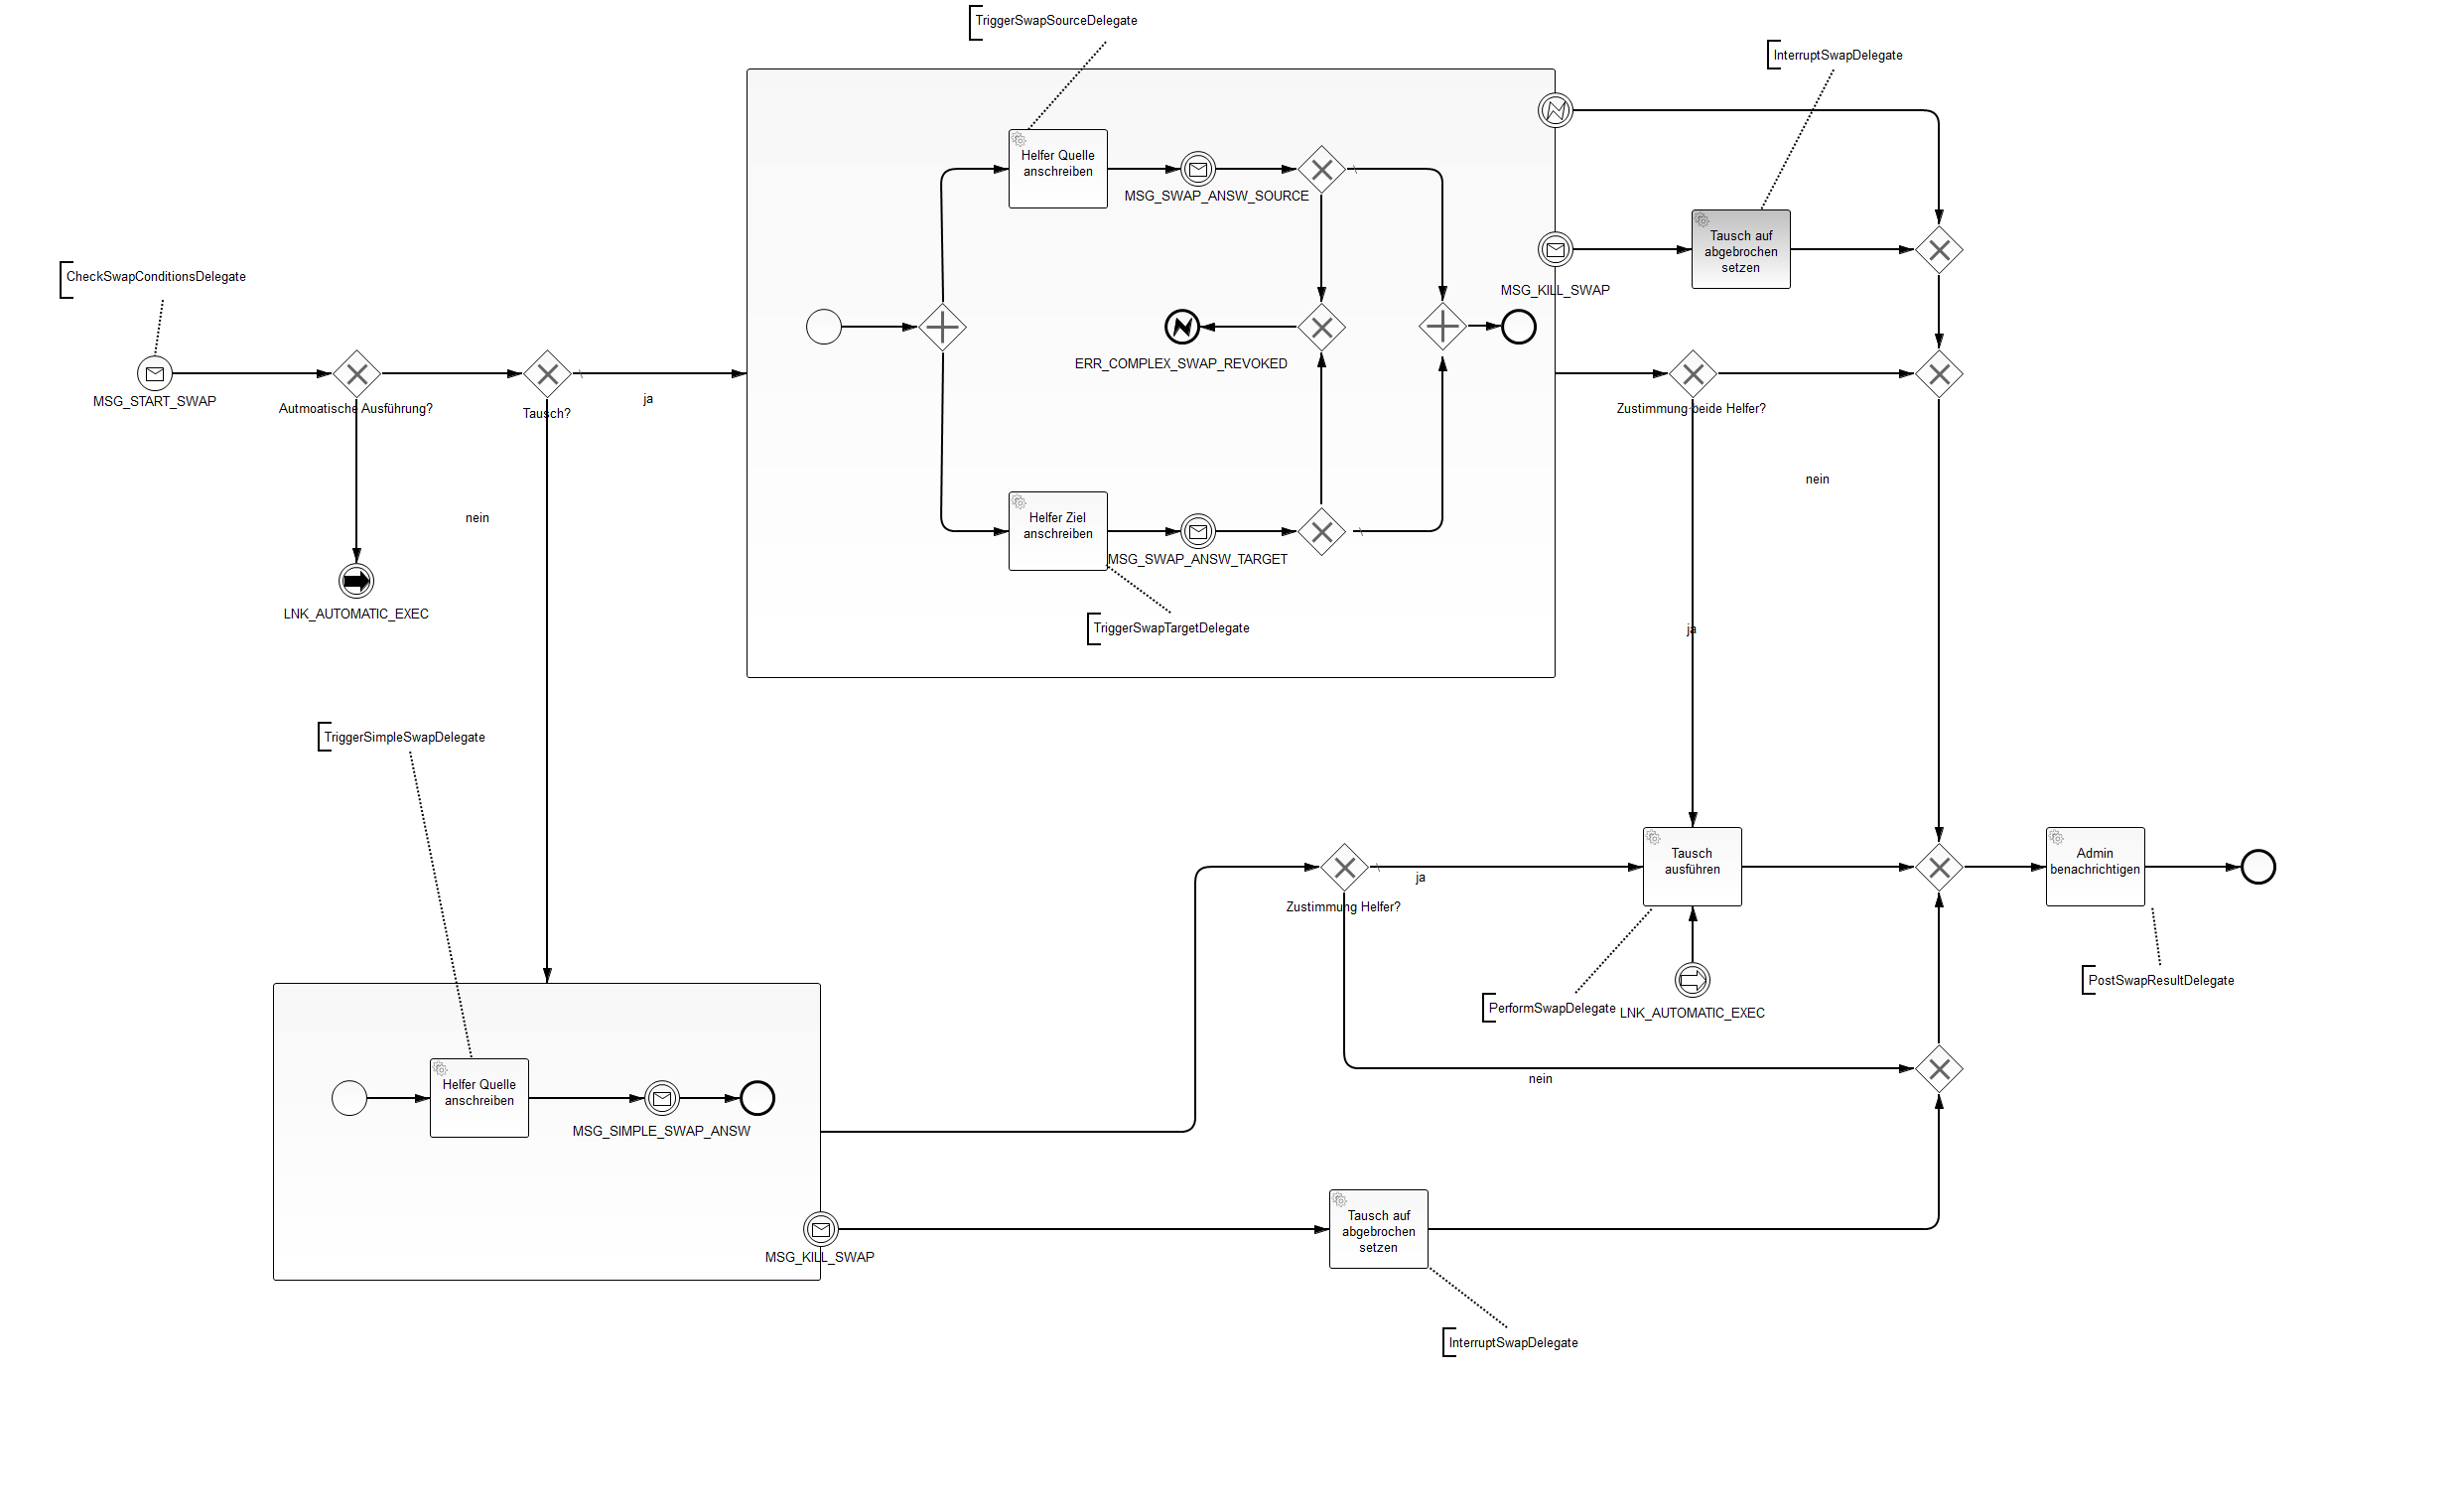 TriggerSwapSourceDelegate
InterruptSwapDelegate
Helfer Quelle
anschreiben
MSG_SWAP_ANSW_SOURCE
Tausch auf
abgebrochen
setzen
MSG_KILL_SWAP
CheckSwapConditionsDelegate
MSG_START_SWAP
Autmoatische Ausführung?
Tausch?
ja
ERR_COMPLEX_SWAP_REVOKED
Zustimmung beide Helfer?
nein
nein
Helfer Ziel
anschreiben
MSG_SWAP_ANSW_TARGET
LNK_AUTOMATIC_EXEC
TriggerSwapTargetDelegate
ja
TriggerSimpleSwapDelegate
Zustimmung Helfer?
ja
Tausch
ausführen
Admin
benachrichtigen
PerformSwapDelegate
LNK_AUTOMATIC_EXEC
PostSwapResultDelegate
nein
Helfer Quelle
anschreiben
MSG_SIMPLE_SWAP_ANSW
MSG_KILL_SWAP
Tausch auf
abgebrochen
setzen
InterruptSwapDelegate